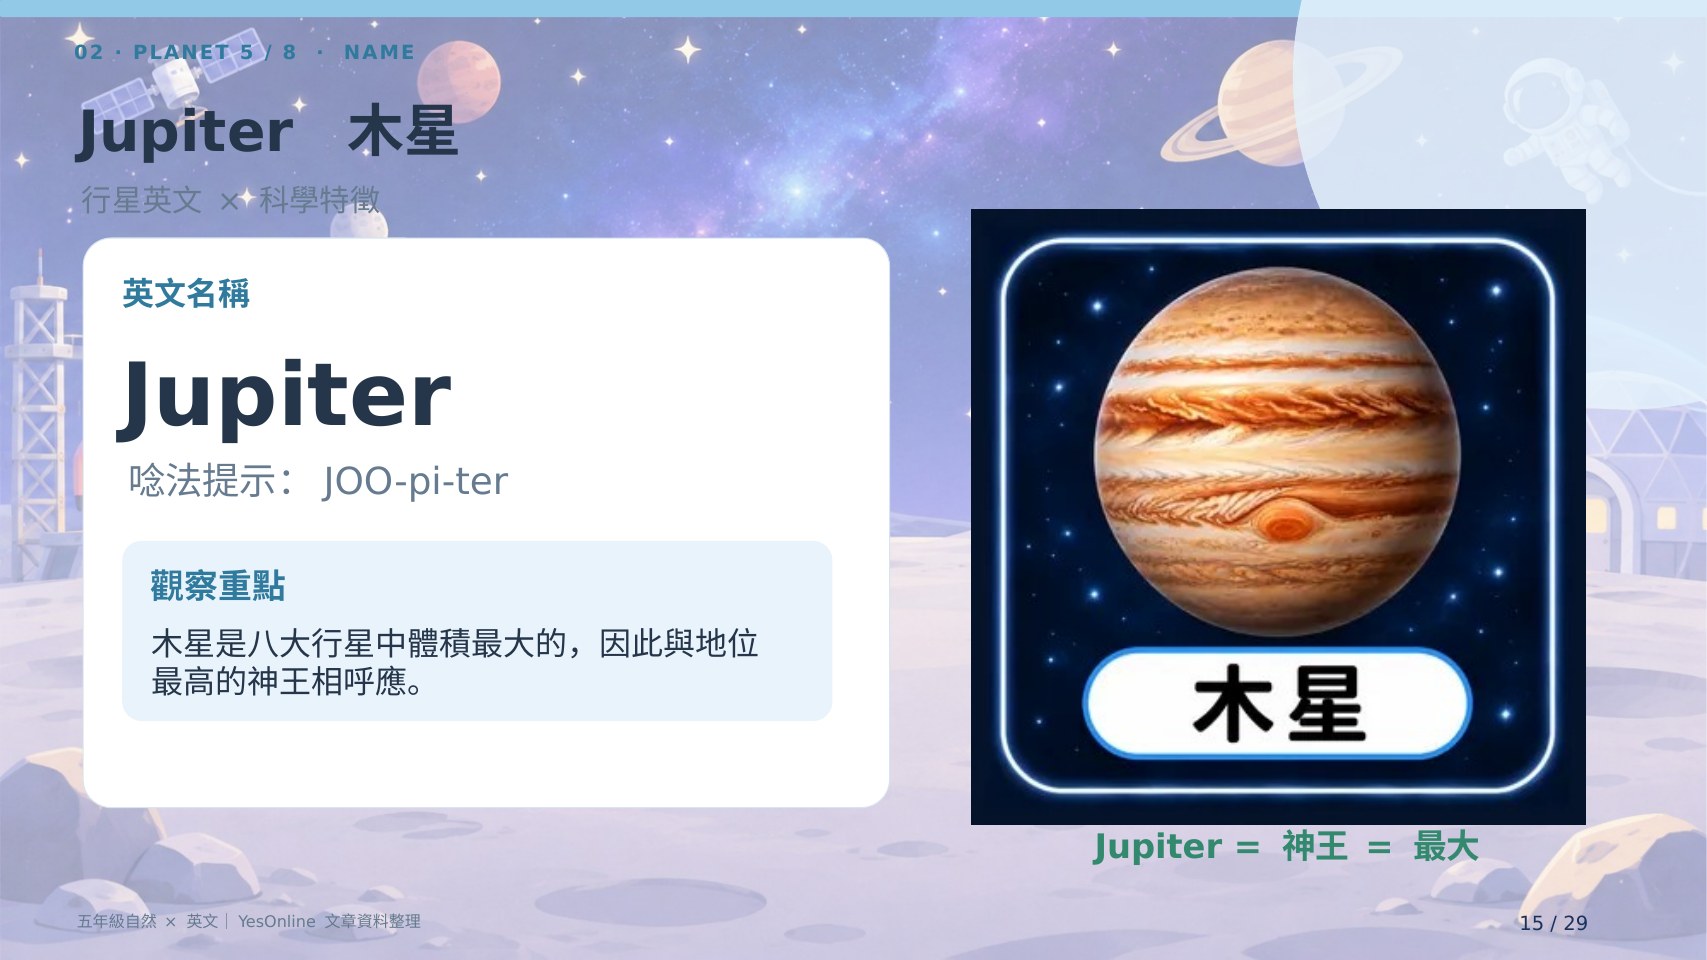 02 · PLANET 5 / 8 · NAME
Jupiter 木星
行星英文 × 科學特徵
英文名稱
Jupiter
唸法提示： JOO-pi-ter
觀察重點
木星是八大行星中體積最大的，因此與地位
最高的神王相呼應。
木星
Jupiter = 神王 = 最大
五年級自然 × 英文｜YesOnline 文章資料整理
15 / 29